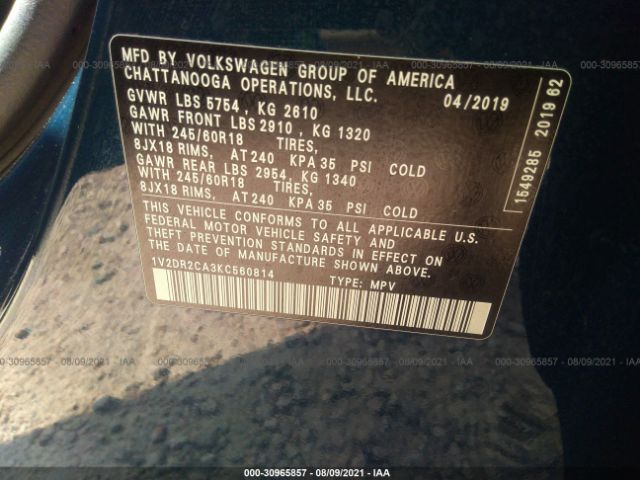 MFD BY VOLKSWAGEN GROUP OF AMERICA
CHATTANOOGA OPERATIONS, LLC.
04/2019
GVWR LBS 5754 , KG 2610
GAWR FRONT LBS 2910 , KG 1320
WITH 245/60R18 TIRES,
8JX18 RIMS, AT 240 KPA 35 PSI COLD
GAWR REAR LBS 2954, KG 1340
WITH 245/60R18 TIRES,
8JX18 RIMS, AT 240 KPA 35 PSI COLD
THIS VEHICLE CONFORMS TO ALL APPLICABLE U.S.
FEDERAL MOTOR VEHICLE SAFETY AND
THEFT PREVENTION STANDARDS IN EFFECT ON
THE DATE OF MANUFACTURE SHOWN ABOVE.
1V2DR2CA3KC560814
TYPE: MPV
1549285 2019 62
000-30965857 - 08/09/2021 - IAA